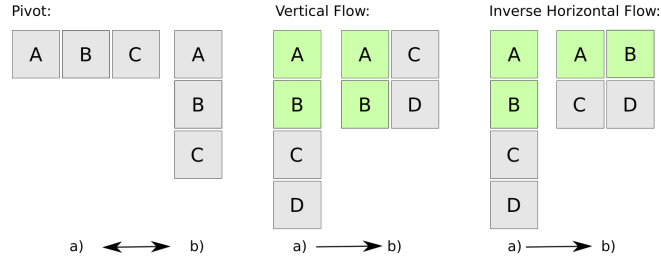 Pivot:
Vertical Flow:
Inverse Horizontal Flow:
A B C A
B
C
A A C
B B D
C
D
A A B
B C D
C
D
a) b)
a) b)
a) b)